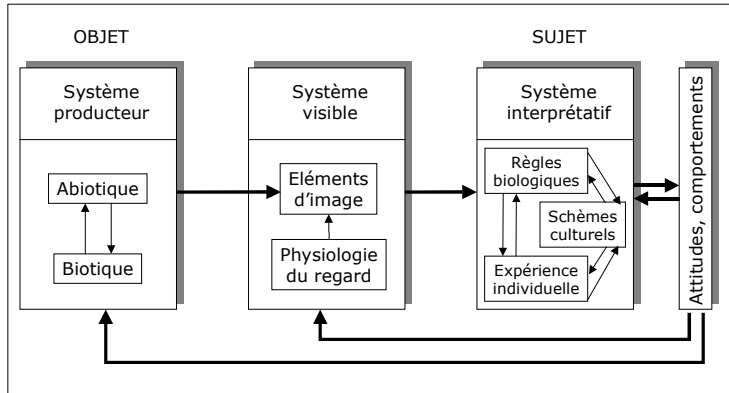 OBJET
SUJET
Système
producteur
Abiotique
Biotique
Système
visible
Eléments
d'image
Physiologie
du regard
Système
interprétatif
Règles
biologiques
Schèmes
culturels
Expérience
individuelle
Attitudes, comportements